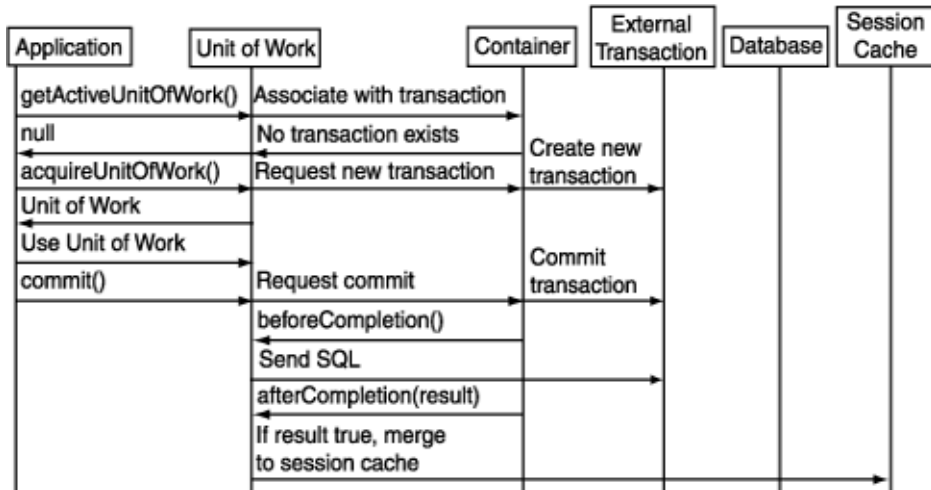 Application
Unit of Work
Container
External
Transaction
Database
Session
Cache
getActiveUnitOfWork()
Associate with transaction
null
No transaction exists
Create new
transaction
acquireUnitOfWork()
Request new transaction
Unit of Work
Use Unit of Work
Commit
transaction
commit()
Request commit
beforeCompletion()
Send SQL
afterCompletion(result)
If result true, merge
to session cache